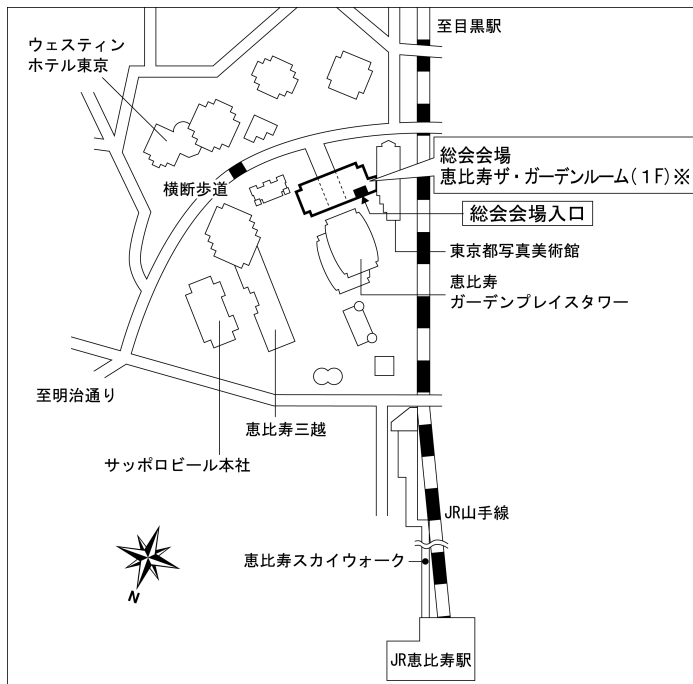 至目黒駅
ウェスティン
ホテル東京
総会会場
恵比寿ザ・ガーデンルーム(1F)※
横断歩道
総会会場入口
東京都写真美術館
恵比寿
ガーデンプレイスタワー
至明治通り
恵比寿三越
サッポロビール本社
JR山手線
恵比寿スカイウォーク
N
JR恵比寿駅